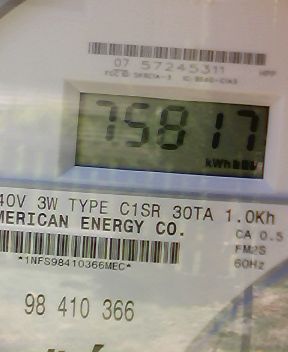 07 57245311
75817
kWh
40V 3W TYPE C1SR 30TA 1.0Kh
MERICAN ENERGY CO.
CA 0.5
FM2S
*1NFS98410366MEC*
60Hz
98 410 366